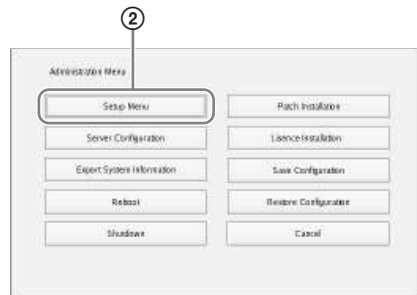 ②
Administration Menu
Setup Menu
Patch Installation
Server Configuration
Lisence Installation
Export System Information
Save Configuration
Reboot
Restore Configuration
Shutdown
Cancel